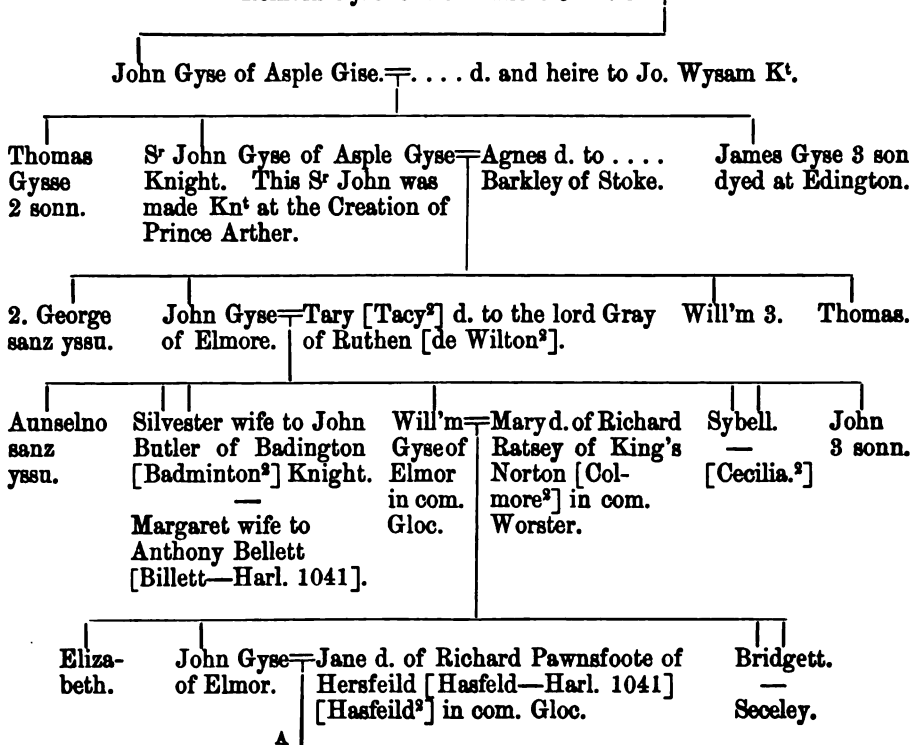 John Gyse of Asple Gise.╤. . . . d. and heire to Jo. Wysam Kᵗ.
Thomas
Gysse
2 sonn.
Sʳ John Gyse of Asple Gyse╤
Knight. This Sʳ John was
made Knᵗ at the Creation of
Prince Arther.
Agnes d. to . . . .
Barkley of Stoke.
James Gyse 3 son
dyed at Edington.
2. George
sanz yssu.
John Gyse╤
of Elmore.
Tary [Tacy²] d. to the lord Gray
of Ruthen [de Wilton²].
Will'm 3.
Thomas.
Aunselno
sanz
yssu.
Silvester wife to John
Butler of Badington
[Badminton²] Knight.
—
Margaret wife to
Anthony Bellett
[Billett—Harl. 1041].
Will'm╤
Gyse of
Elmor
in com.
Gloc.
Mary d. of Richard
Ratsey of King's
Norton [Col-
more²] in com.
Worster.
Sybell.
—
[Cecilia.²]
John
3 sonn.
Eliza-
beth.
John Gyse╤
of Elmor.
Jane d. of Richard Pawnsfoote of
Hersfeild [Hasfeld—Harl. 1041]
[Hasfeild²] in com. Gloc.
Bridgett.
—
Seceley.
A